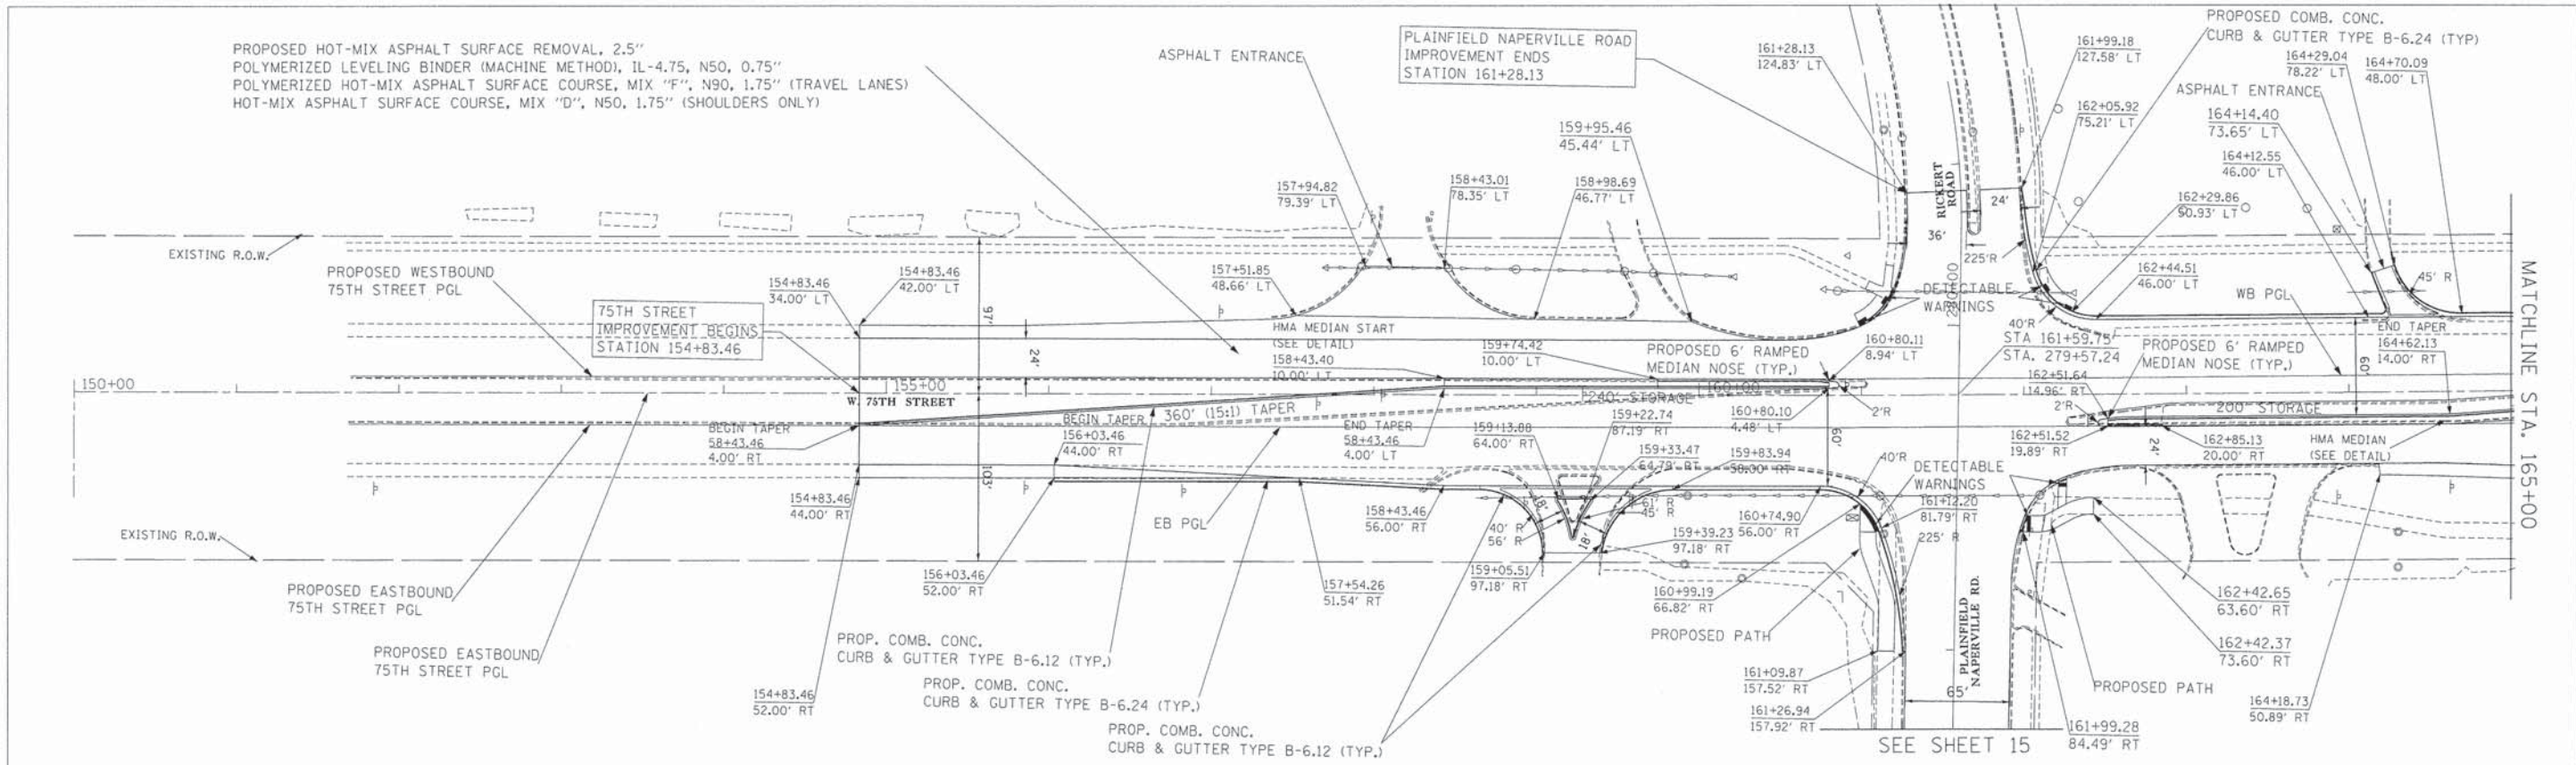 PROPOSED HOT-MIX ASPHALT SURFACE REMOVAL, 2.5"
POLYMERIZED LEVELING BINDER (MACHINE METHOD), IL-4.75, N50, 0.75"
POLYMERIZED HOT-MIX ASPHALT SURFACE COURSE, MIX "F", N90, 1.75" (TRAVEL LANES)
HOT-MIX ASPHALT SURFACE COURSE, MIX "D", N50, 1.75" (SHOULDERS ONLY)
ASPHALT ENTRANCE
PLAINFIELD NAPERVILLE ROAD
IMPROVEMENT ENDS
STATION 161+28.13
161+28.13
124.83' LT
161+99.18
127.58' LT
PROPOSED COMB. CONC.
CURB & GUTTER TYPE B-6.24 (TYP)
164+29.04
78.22' LT
164+70.09
48.00' LT
ASPHALT ENTRANCE
162+05.92
75.21' LT
164+14.40
73.65' LT
164+12.55
46.00' LT
159+95.46
45.44' LT
157+94.82
79.39' LT
158+43.01
78.35' LT
158+98.69
46.77' LT
RICKERT
ROAD
24'
36'
162+29.86
50.93' LT
EXISTING R.O.W.
PROPOSED WESTBOUND
75TH STREET PGL
154+83.46
34.00' LT
154+83.46
42.00' LT
157+51.85
48.66' LT
225'R
162+44.51
46.00' LT
45' R
WB PGL
DETECTABLE
WARNINGS
75TH STREET
IMPROVEMENT BEGINS
STATION 154+83.46
97'
24'
HMA MEDIAN START
(SEE DETAIL)
158+43.40
10.00' LT
159+74.42
10.00' LT
PROPOSED 6' RAMPED
MEDIAN NOSE (TYP.)
160+80.11
8.94' LT
40'R
STA 161+59.75
STA. 279+57.24
PROPOSED 6' RAMPED
MEDIAN NOSE (TYP.)
END TAPER
164+62.13
14.00' RT
60'
MATCHLINE STA. 165+00
150+00
155+00
160+00
W. 75TH STREET
162+51.64
14.96' RT
2'R
2'R
240' STORAGE
200' STORAGE
BEGIN TAPER
58+43.46
4.00' RT
BEGIN TAPER
156+03.46
44.00' RT
360' (15:1) TAPER
END TAPER
58+43.46
4.00' LT
159+13.88
64.00' RT
159+22.74
87.19' RT
160+80.10
4.48' LT
60'
159+33.47
64.79' RT
159+83.94
58.00' RT
162+51.52
19.89' RT
162+85.13
20.00' RT
24'
HMA MEDIAN
(SEE DETAIL)
103'
40'R
DETECTABLE
WARNINGS
154+83.46
44.00' RT
EB PGL
158+43.46
56.00' RT
18'
61' R
45' R
40' R
56' R
18'
160+74.90
56.00' RT
161+12.20
81.79' RT
225' R
159+39.23
97.18' RT
EXISTING R.O.W.
PROPOSED EASTBOUND
75TH STREET PGL
156+03.46
52.00' RT
157+54.26
51.54' RT
159+05.51
97.18' RT
160+99.19
66.82' RT
PROPOSED PATH
162+42.65
63.60' RT
162+42.37
73.60' RT
PLAINFIELD
NAPERVILLE RD.
PROPOSED EASTBOUND
75TH STREET PGL
PROP. COMB. CONC.
CURB & GUTTER TYPE B-6.12 (TYP.)
PROP. COMB. CONC.
CURB & GUTTER TYPE B-6.24 (TYP.)
154+83.46
52.00' RT
161+09.87
157.52' RT
161+26.94
157.92' RT
65'
PROPOSED PATH
164+18.73
50.89' RT
PROP. COMB. CONC.
CURB & GUTTER TYPE B-6.12 (TYP.)
161+99.28
84.49' RT
SEE SHEET 15